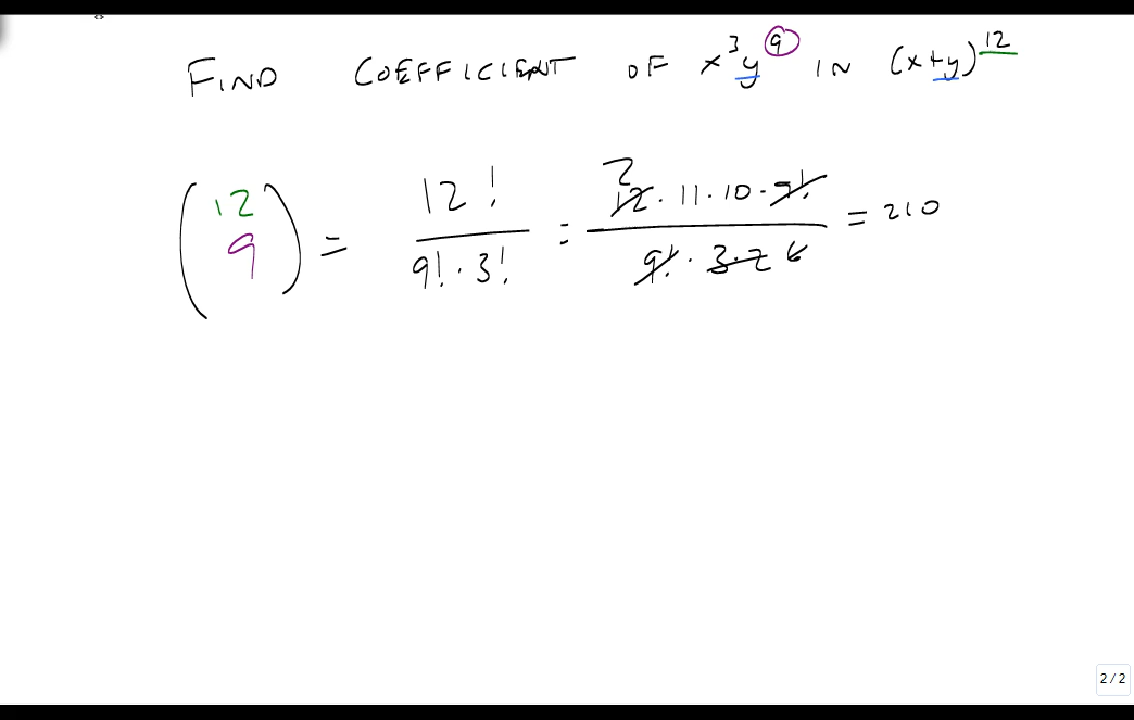 FIND COEFFICIENT OF x³y⁹ IN (x+y)¹²
(12 9) = 12! / 9!·3! = 2 12·11·10·9! / 9!·3·2 6 = 210
2/2